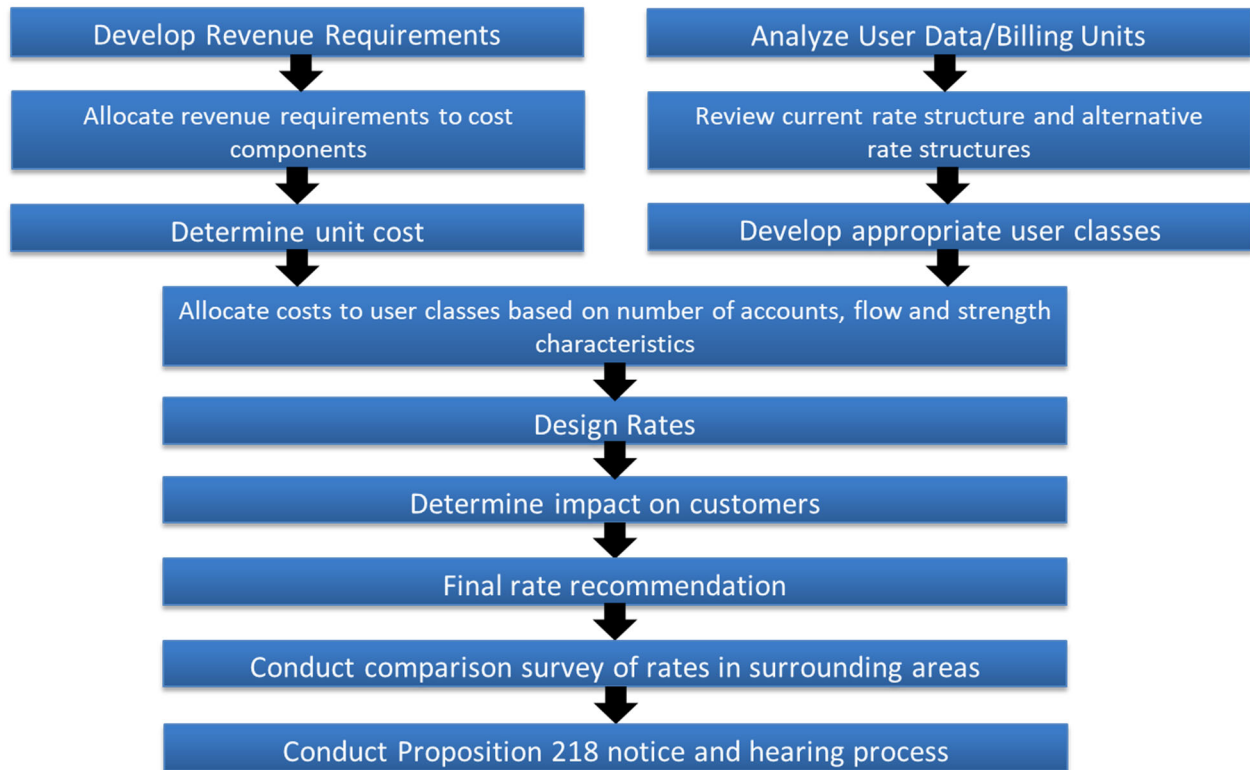 Develop Revenue Requirements
Analyze User Data/Billing Units
Allocate revenue requirements to cost
components
Review current rate structure and alternative
rate structures
Determine unit cost
Develop appropriate user classes
Allocate costs to user classes based on number of accounts, flow and strength
characteristics
Design Rates
Determine impact on customers
Final rate recommendation
Conduct comparison survey of rates in surrounding areas
Conduct Proposition 218 notice and hearing process